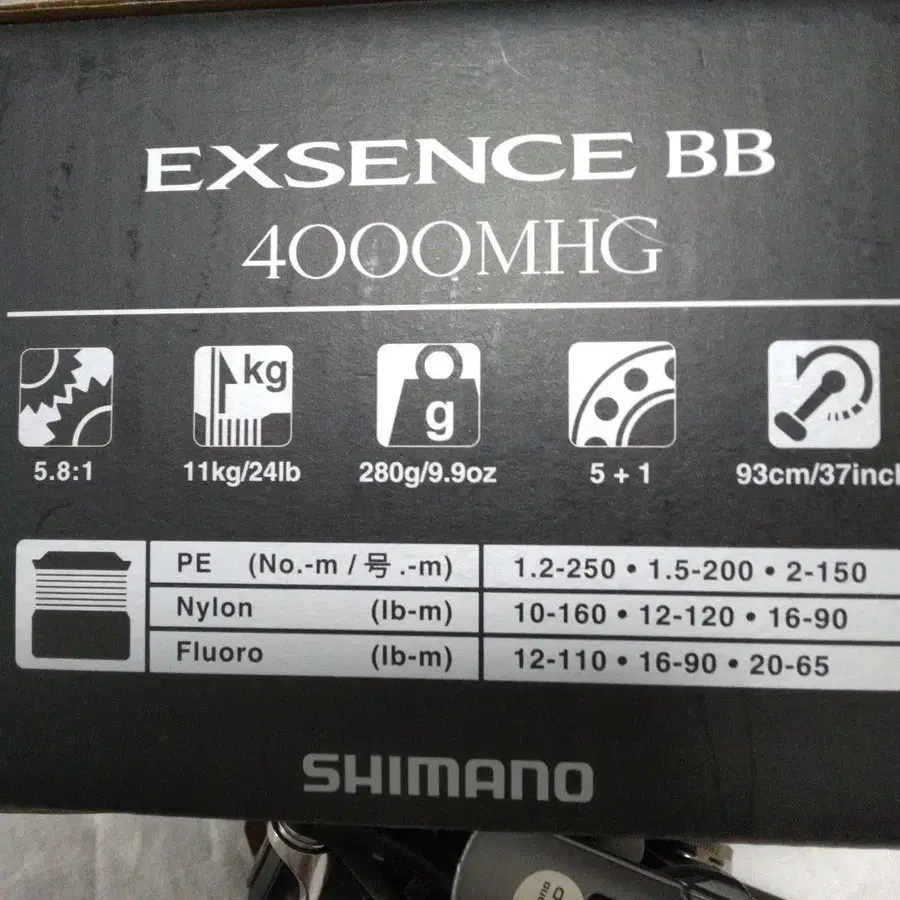 EXSENCE BB
4000MHG
kg
g
5.8:1 11kg/24lb 280g/9.9oz 5 + 1 93cm/37incl
PE (No.-m / 号.-m) 1.2-250 • 1.5-200 • 2-150
Nylon (lb-m) 10-160 • 12-120 • 16-90
Fluoro (lb-m) 12-110 • 16-90 • 20-65
SHIMANO